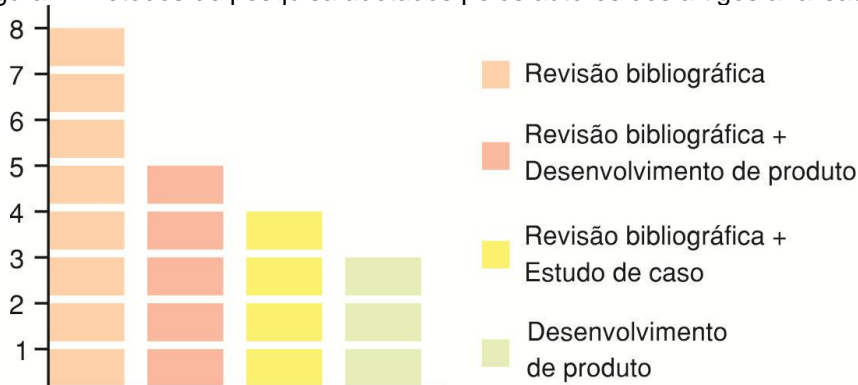 8
7
6
5
4
3
2
1
Revisão bibliográfica
Revisão bibliográfica +
Desenvolvimento de produto
Revisão bibliográfica +
Estudo de caso
Desenvolvimento
de produto